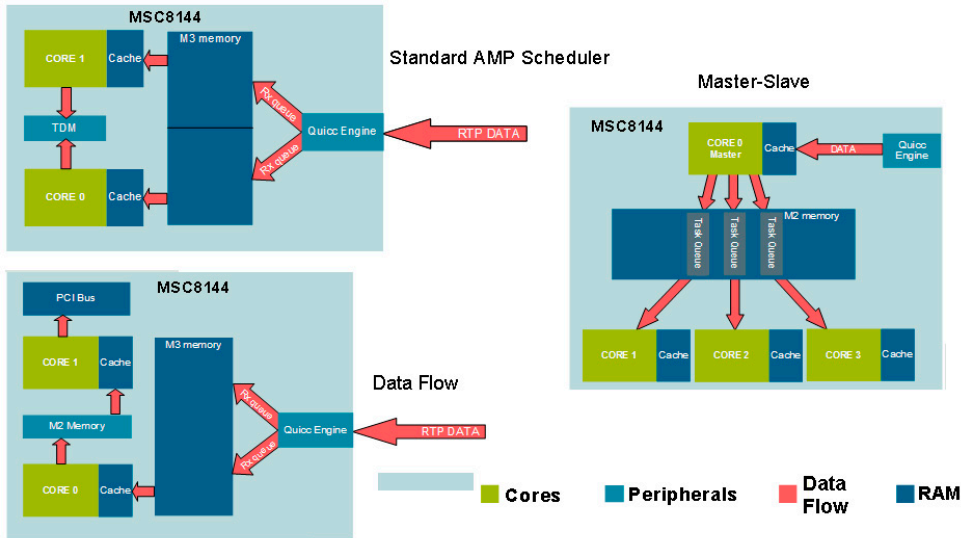 MSC8144
M3 memory
CORE 1
Cache
Rx queue
TDM
Quicc Engine
RTP DATA
Rx queue
CORE 0
Cache
Standard AMP Scheduler
Master-Slave
MSC8144
CORE 0
Master
Cache
DATA
Quicc
Engine
M2 memory
Task Queue
Task Queue
Task Queue
CORE 1
Cache
CORE 2
Cache
CORE 3
Cache
MSC8144
PCI Bus
M3 memory
CORE 1
Cache
Rx queue
M2 Memory
Quicc Engine
RTP DATA
Rx queue
CORE 0
Cache
Data Flow
Cores
Peripherals
Data
Flow
RAM